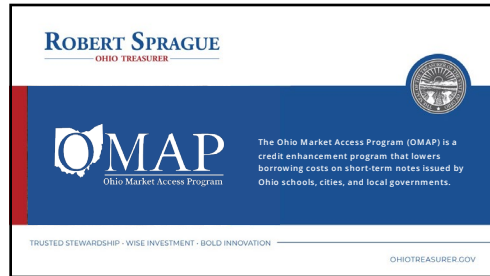 ROBERT SPRAGUE
OHIO TREASURER
OMAP
Ohio Market Access Program
The Ohio Market Access Program (OMAP) is a
credit enhancement program that lowers
borrowing costs on short-term notes issued by
Ohio schools, cities, and local governments.
TRUSTED STEWARDSHIP • WISE INVESTMENT • BOLD INNOVATION
OHIOTREASURER.GOV